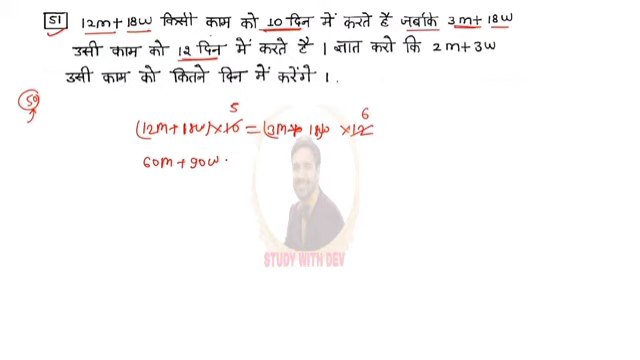 51 12m + 18w किसी काम को 10 दिन में करते हैं जबकि 3m + 18w
उसी काम को 12 दिन में करते है । ज्ञात करो कि 2m + 3w
उसी काम को कितने दिन में करेंगे ।
50
5 6
(12m + 18w) × 10 = (3m + 18w) × 12
60m + 90w
STUDY WITH DEV